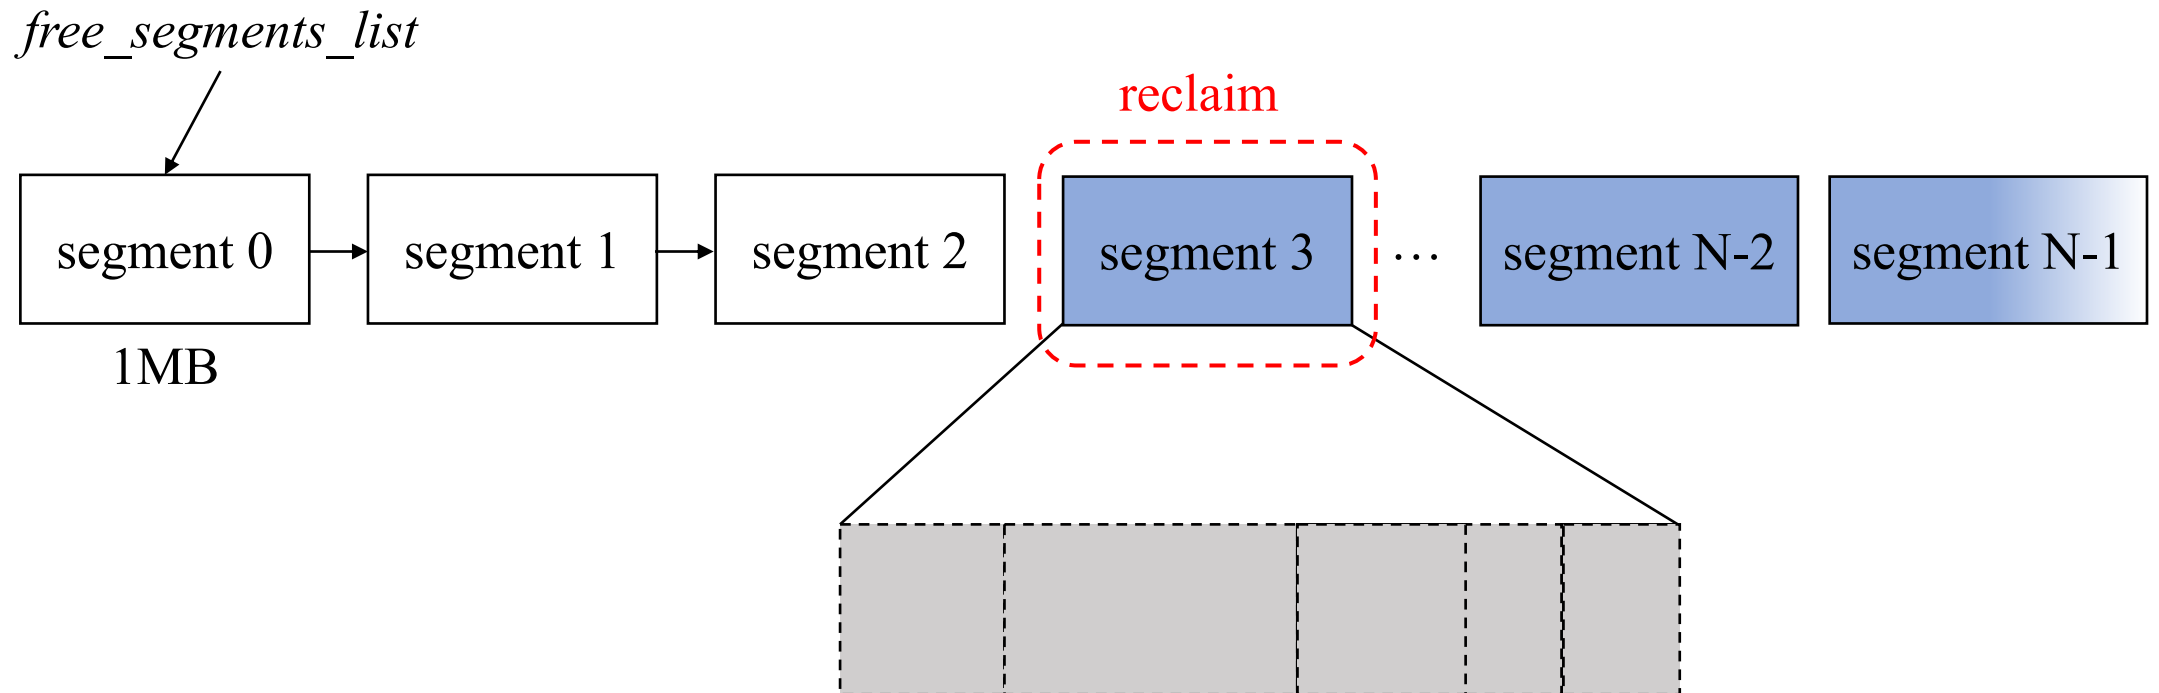 free_segments_list
reclaim
segment 0
segment 1
segment 2
segment 3
...
segment N-2
segment N-1
1MB